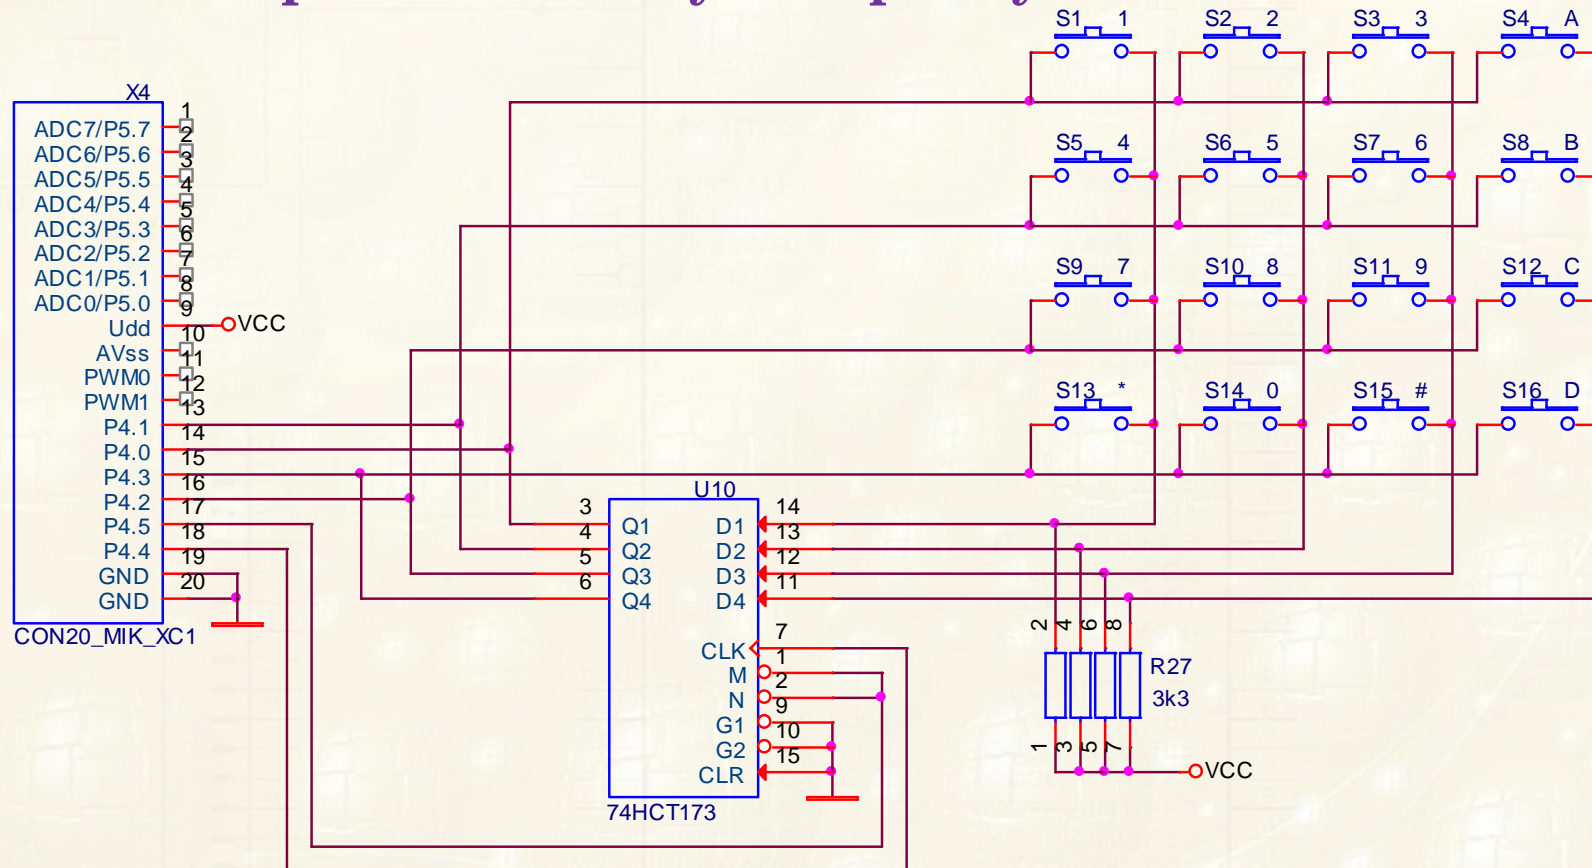 S1 1 S2 2 S3 3 S4 A
X4
ADC7/P5.7 1
ADC6/P5.6 2
ADC5/P5.5 3
ADC4/P5.4 4
ADC3/P5.3 5
ADC2/P5.2 6
ADC1/P5.1 7
ADC0/P5.0 8
Udd 9 VCC
AVss 10
PWM0 11
PWM1 12
P4.1 13
P4.0 14
P4.3 15
P4.2 16
P4.5 17
P4.4 18
GND 19
GND 20
CON20_MIK_XC1
S5 4 S6 5 S7 6 S8 B
S9 7 S10 8 S11 9 S12 C
S13 * S14 0 S15 # S16 D
U10
3 Q1 D1 14
4 Q2 D2 13
5 Q3 D3 12
6 Q4 D4 11
CLK 7
M 1
N 2
G1 9
G2 10
CLR 15
74HCT173
2 4 6 8
R27
3k3
1 3 5 7
VCC